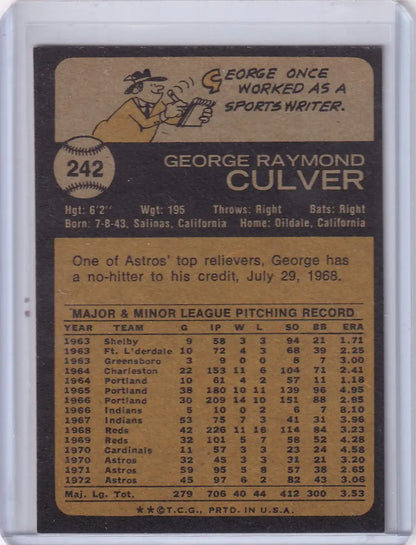 GEORGE ONCE
WORKED AS A
SPORTS WRITER.
242
GEORGE RAYMOND
CULVER
Hgt: 6'2" Wgt: 195 Throws: Right Bats: Right
Born: 7-8-43, Salinas, California Home: Oildale, California
One of Astros' top relievers, George has
a no-hitter to his credit, July 29, 1968.
MAJOR & MINOR LEAGUE PITCHING RECORD
YEAR TEAM G IP W L SO BB ERA
1963 Shelby 9 58 3 3 94 21 1.71
1963 Ft. L'derdale 10 72 4 3 68 39 2.25
1963 Greensboro 3 9 0 0 6 7 3.00
1964 Charleston 22 153 11 6 104 71 2.41
1964 Portland 10 61 4 2 57 11 1.18
1965 Portland 38 180 10 11 139 96 4.95
1966 Portland 30 209 14 10 151 88 2.95
1966 Indians 5 10 0 2 6 7 8.10
1967 Indians 53 75 7 3 41 31 3.96
1968 Reds 42 226 11 16 114 84 3.23
1969 Reds 32 101 5 7 58 52 4.28
1970 Cardinals 11 57 3 3 23 24 4.58
1970 Astros 32 45 3 3 31 21 3.20
1971 Astros 59 95 5 8 57 38 2.65
1972 Astros 45 97 6 2 82 43 3.06
Maj. Lg. Tot. 279 706 40 44 412 300 3.53
**©T.C.G., PRTD. IN U.S.A.